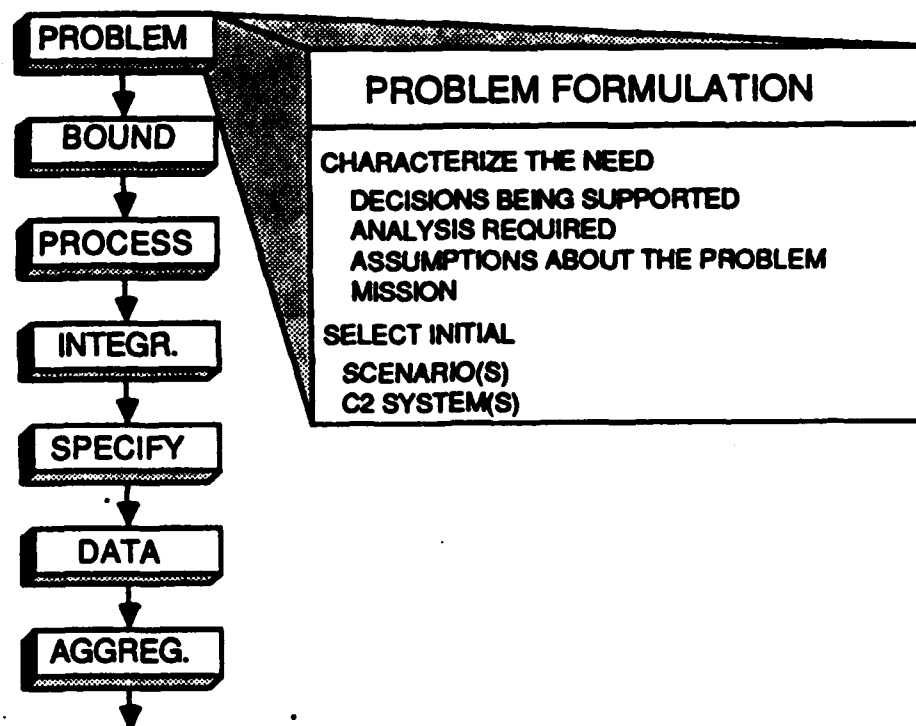 PROBLEM
BOUND
PROCESS
INTEGR.
SPECIFY
DATA
AGGREG.
PROBLEM FORMULATION
CHARACTERIZE THE NEED
DECISIONS BEING SUPPORTED
ANALYSIS REQUIRED
ASSUMPTIONS ABOUT THE PROBLEM
MISSION
SELECT INITIAL
SCENARIO(S)
C2 SYSTEM(S)